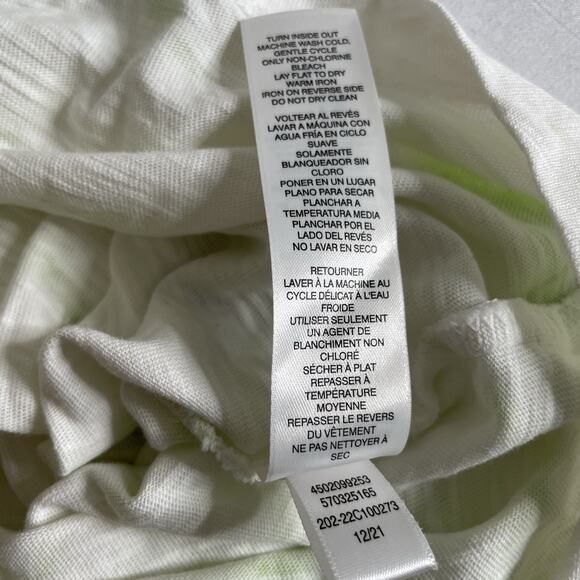 TURN INSIDE OUT
MACHINE WASH COLD,
GENTLE CYCLE
ONLY NON-CHLORINE
BLEACH
LAY FLAT TO DRY
WARM IRON
IRON ON REVERSE SIDE
DO NOT DRY CLEAN
VOLTEAR AL REVÉS
LAVAR A MÁQUINA CON
AGUA FRÍA EN CICLO
SUAVE
SOLAMENTE
BLANQUEADOR SIN
CLORO
PONER EN UN LUGAR
PLANO PARA SECAR
PLANCHAR A
TEMPERATURA MEDIA
PLANCHAR POR EL
LADO DEL REVÉS
NO LAVAR EN SECO
RETOURNER
LAVER À LA MACHINE AU
CYCLE DÉLICAT À L'EAU
FROIDE
UTILISER SEULEMENT
UN AGENT DE
BLANCHIMENT NON
CHLORÉ
SÉCHER À PLAT
REPASSER À
TEMPÉRATURE
MOYENNE
REPASSER LE REVERS
DU VÊTEMENT
NE PAS NETTOYER À
SEC
4502099253
570325165
202-22C100273
12/21